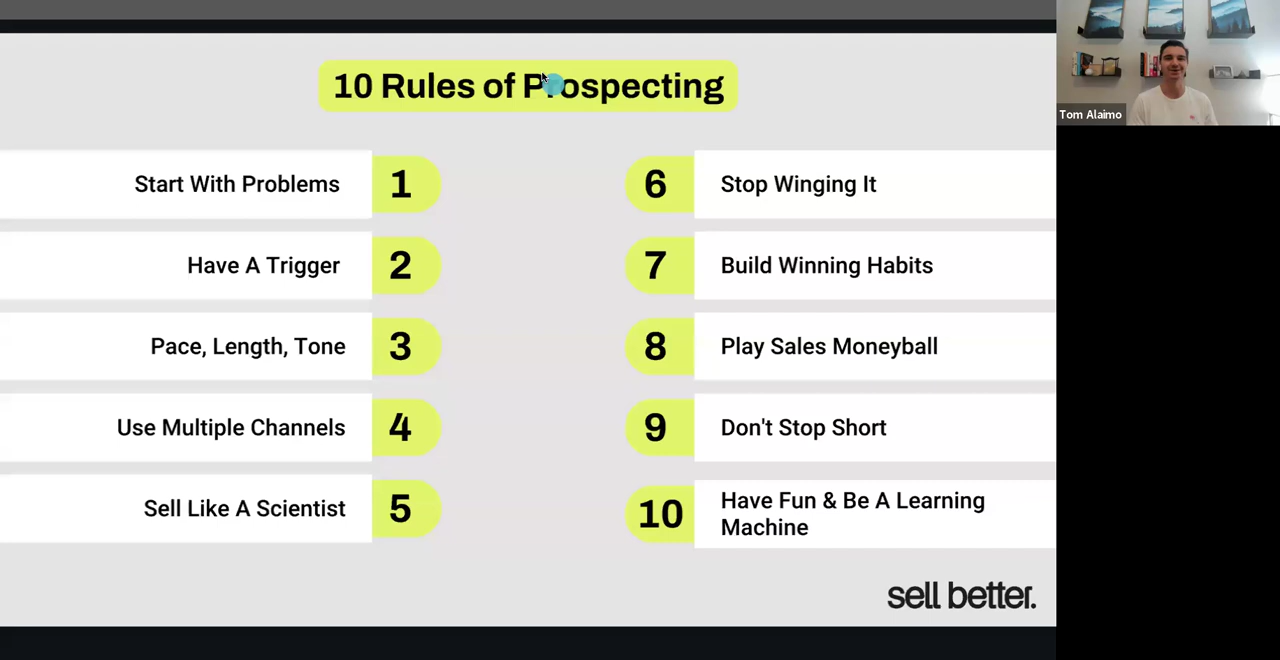 10 Rules of Prospecting
Start With Problems 1
Have A Trigger 2
Pace, Length, Tone 3
Use Multiple Channels 4
Sell Like A Scientist 5
6 Stop Winging It
7 Build Winning Habits
8 Play Sales Moneyball
9 Don't Stop Short
10 Have Fun & Be A Learning
Machine
sell better.
Tom Alaimo